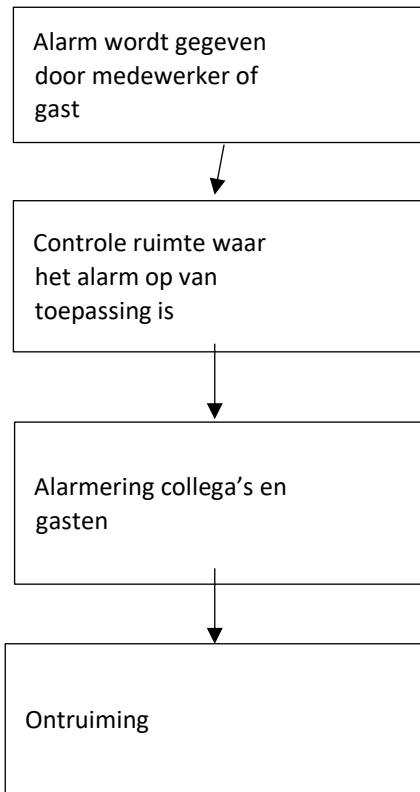 Alarm wordt gegeven
door medewerker of
gast
Controle ruimte waar
het alarm op van
toepassing is
Alarmering collega’s en
gasten
Ontruiming